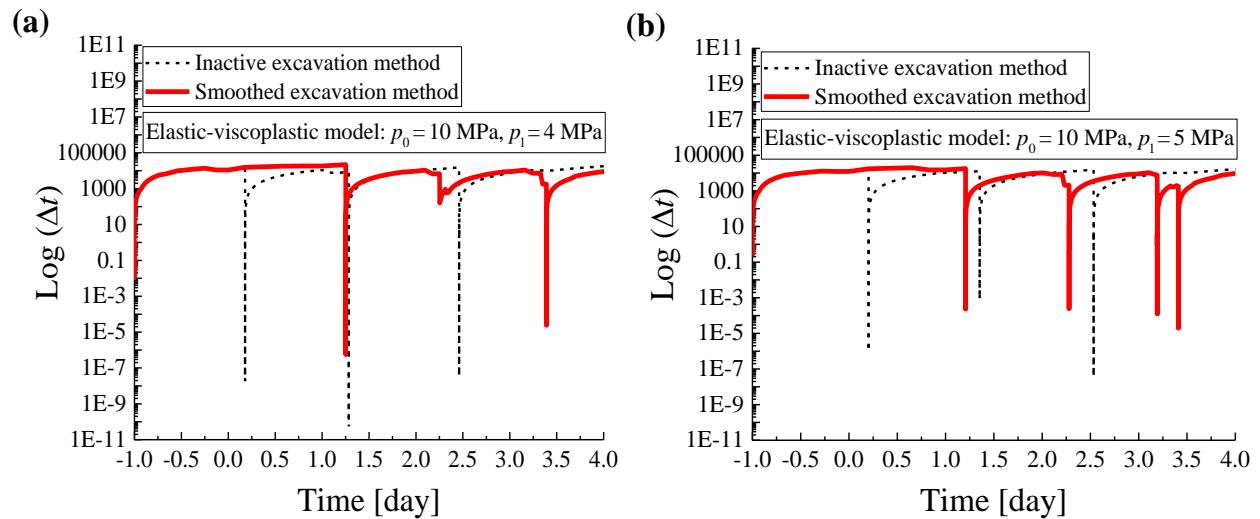 (a)
1E11
1E9
1E7
100000
1000
10
0.1
1E-3
1E-5
1E-7
1E-9
1E-11
Log (Δt)
Inactive excavation method
Smoothed excavation method
Elastic-viscoplastic model: p₀ = 10 MPa, p₁ = 4 MPa
-1.0 -0.5 0.0 0.5 1.0 1.5 2.0 2.5 3.0 3.5 4.0
Time [day]
(b)
1E11
1E9
1E7
100000
1000
10
0.1
1E-3
1E-5
1E-7
1E-9
1E-11
Log (Δt)
Inactive excavation method
Smoothed excavation method
Elastic-viscoplastic model: p₀ = 10 MPa, p₁ = 5 MPa
-1.0 -0.5 0.0 0.5 1.0 1.5 2.0 2.5 3.0 3.5 4.0
Time [day]